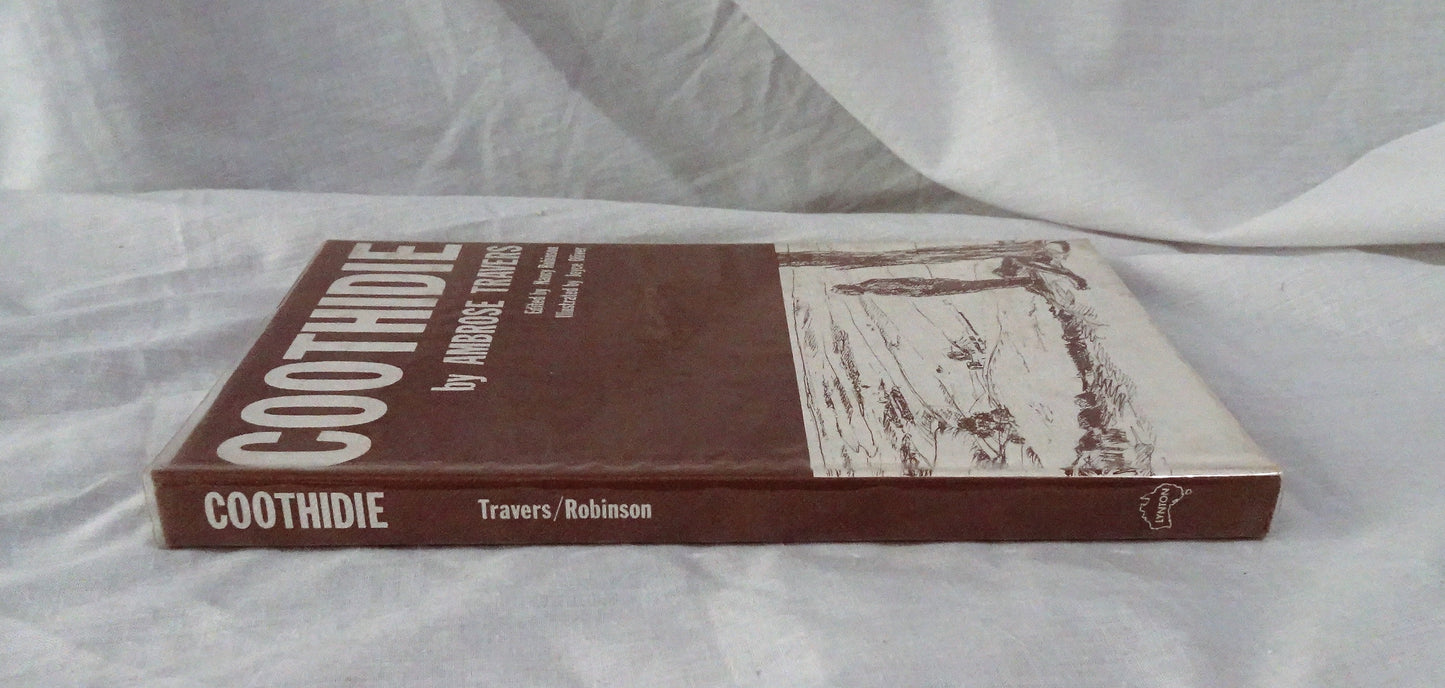 COOTHIDIE
by AMBROSE TRAVERS
Edited by Nancy Robinson
Illustrated by Joyce Oliver
COOTHIDIE
Travers/Robinson
LYNTON